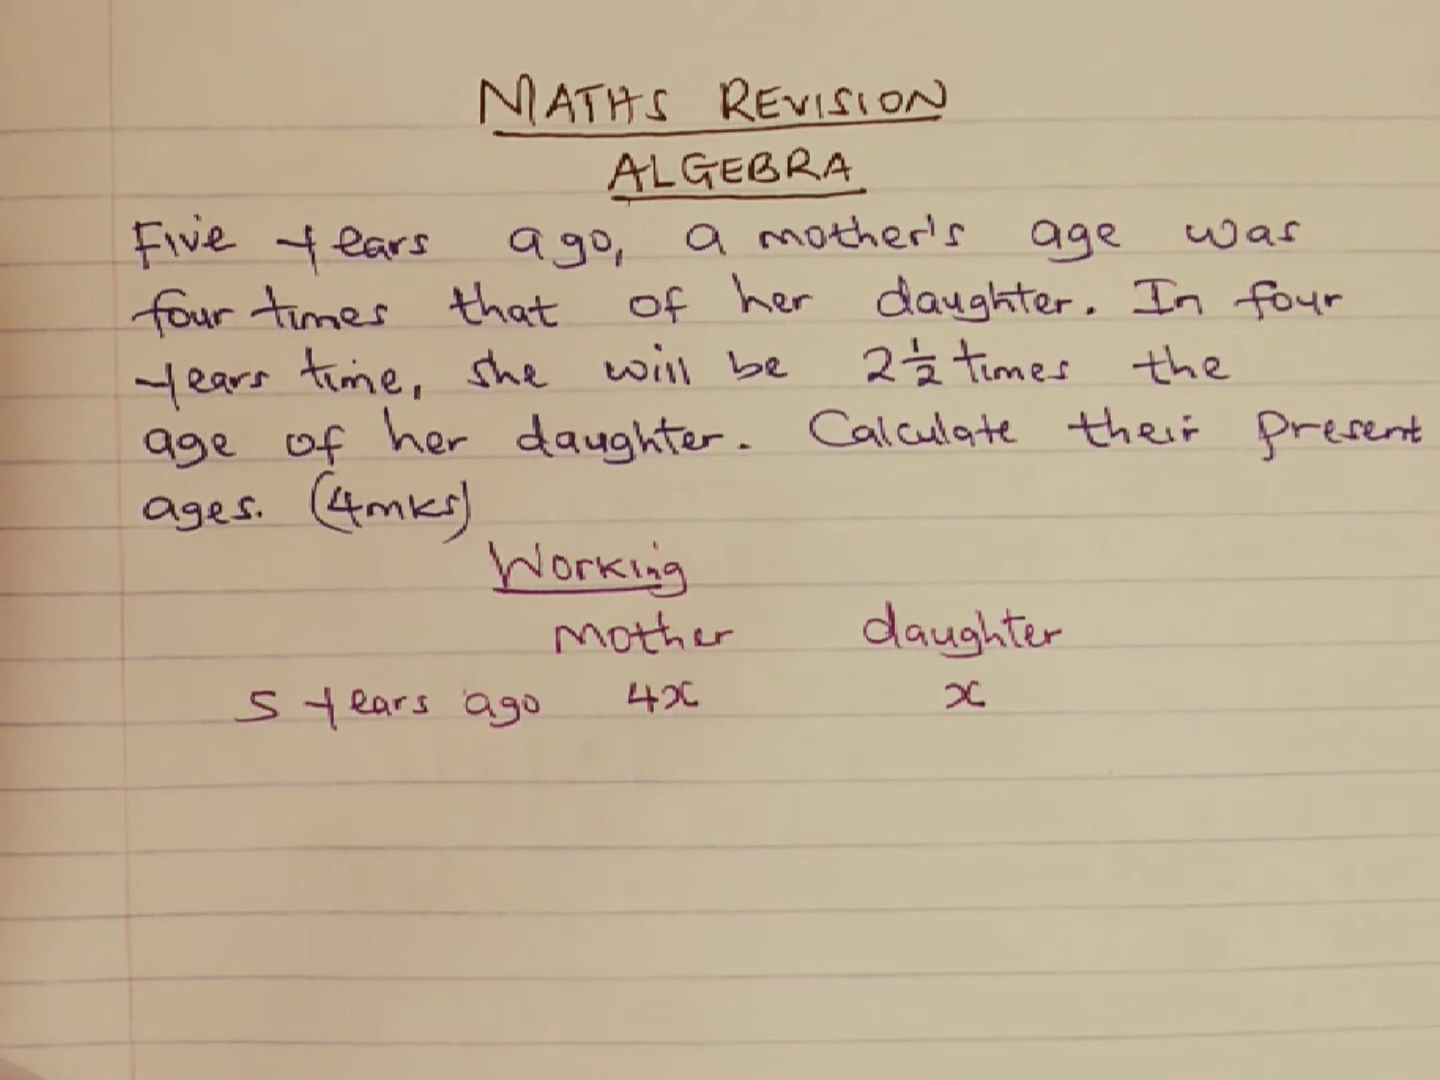 MATHS REVISION
ALGEBRA
Five years ago, a mother's age was
four times that of her daughter. In four
years time, she will be 2 1/2 times the
age of her daughter. Calculate their present
ages. (4mks)
Working
Mother daughter
5 years ago 4x x